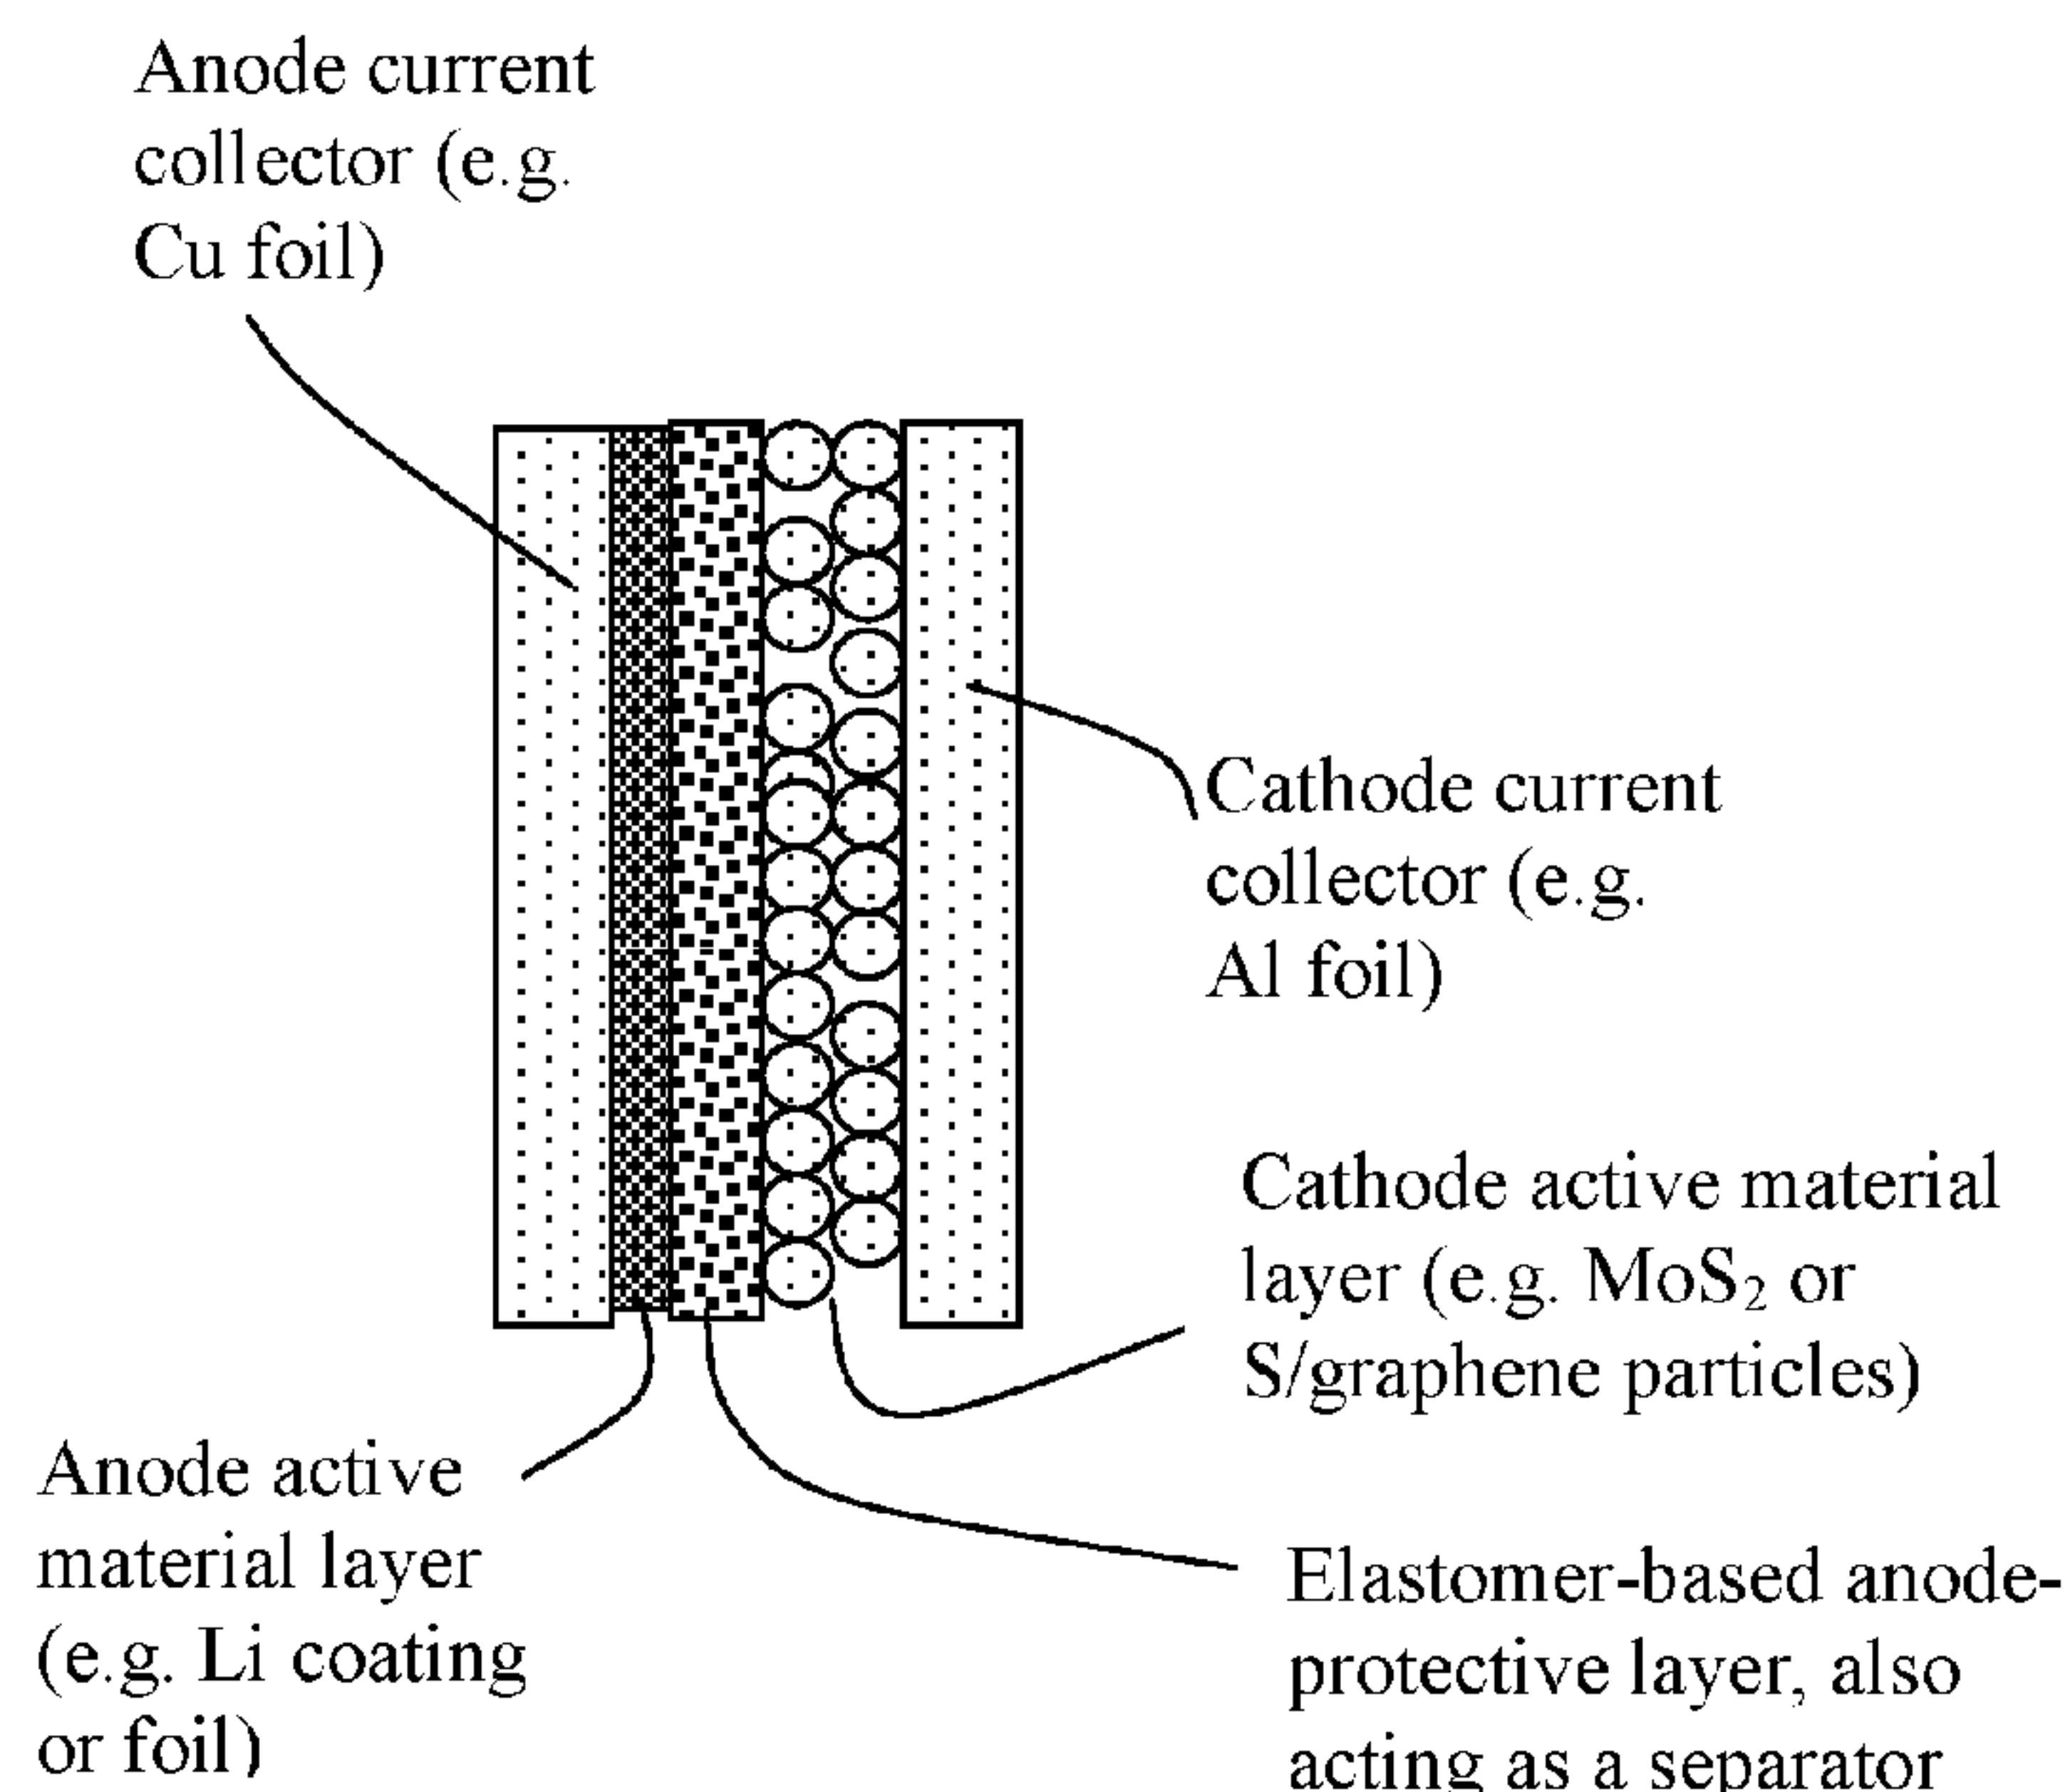 Anode current
collector (e.g.
Cu foil)
Cathode current
collector (e.g.
Al foil)
Cathode active material
layer (e.g. MoS₂ or
S/graphene particles)
Anode active
material layer
(e.g. Li coating
or foil)
Elastomer-based anode-
protective layer, also
acting as a separator